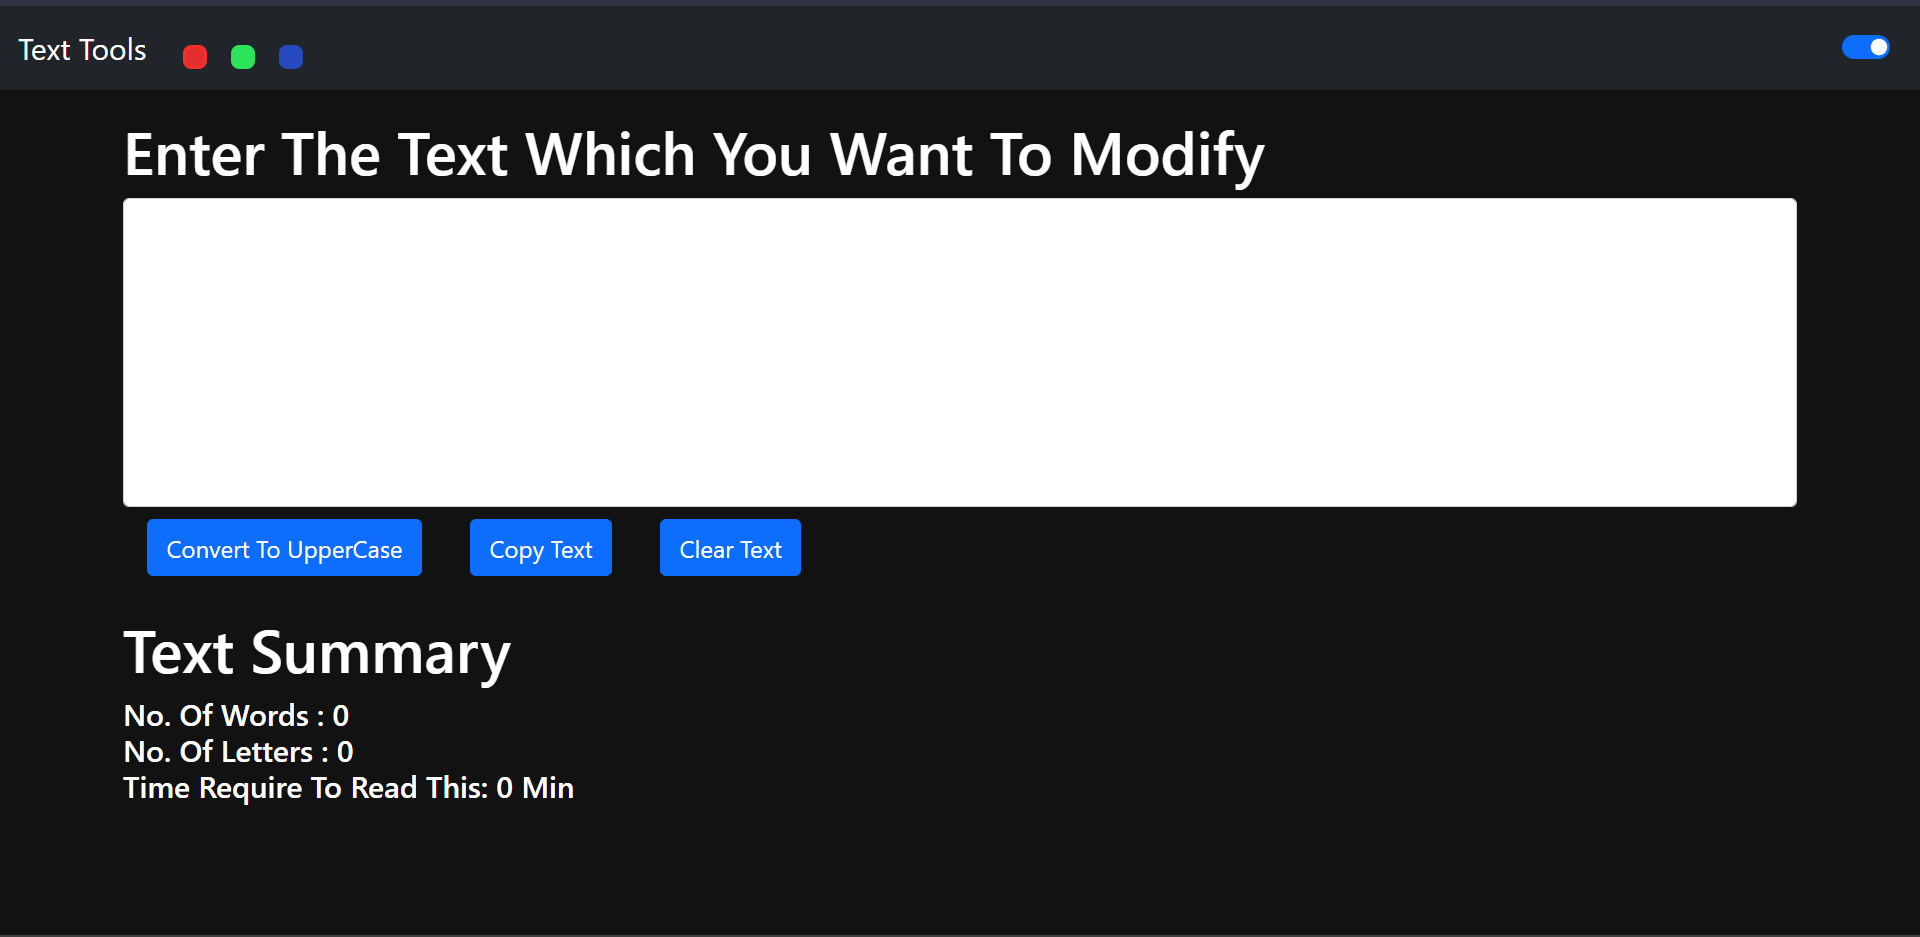 Text Tools
Enter The Text Which You Want To Modify
Convert To UpperCase Copy Text Clear Text
Text Summary
No. Of Words : 0
No. Of Letters : 0
Time Require To Read This: 0 Min